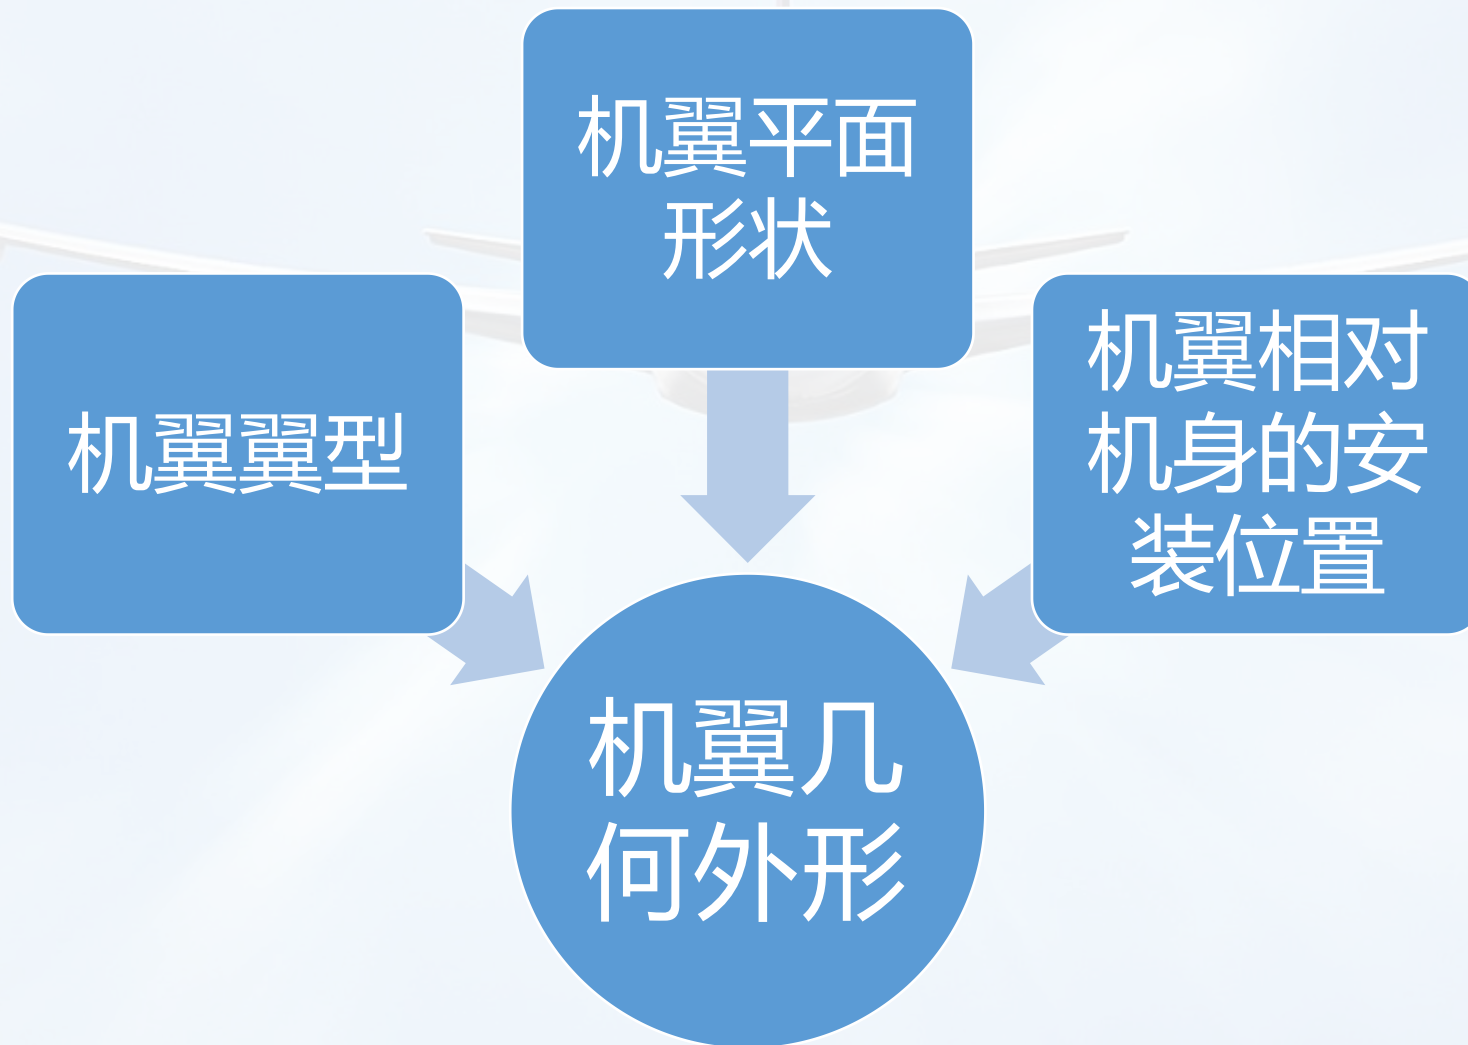 机翼平面
形状
机翼翼型
机翼相对
机身的安
装位置
机翼几
何外形